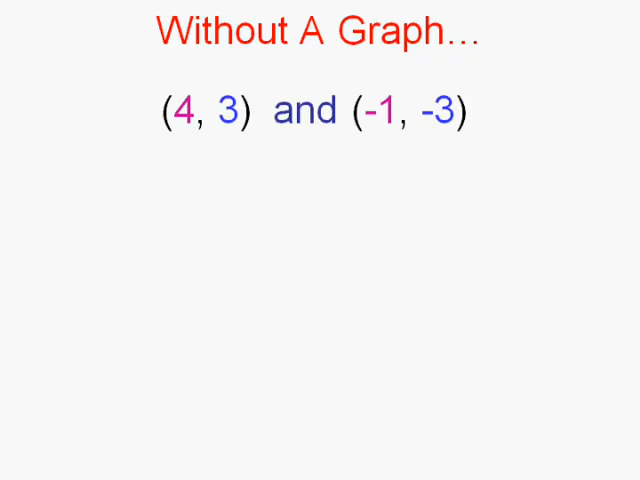 Without A Graph…
(4, 3) and (-1, -3)